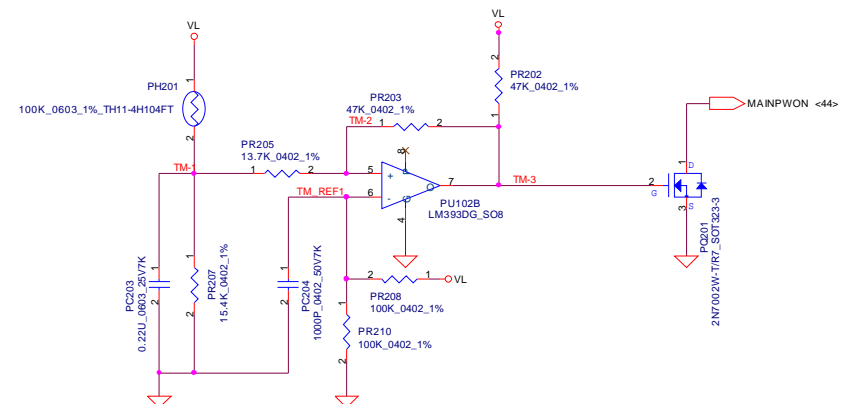 VL
VL
PH201
100K_0603_1%_TH11-4H104FT
1
2
2
1
PR202
47K_0402_1%
PR203
47K_0402_1%
TM-2
1
2
MAINPWON <44>
PR205
13.7K_0402_1%
TM-1
1
2
8
5
+
6
-
7
4
PU102B
LM393DG_SO8
TM-3
TM_REF1
2
G
1
D
3
S
PQ201
2N7002W-T/R7_SOT323-3
1
2
PC203
0.22U_0603_25V7K
1
2
PR207
15.4K_0402_1%
1
2
PC204
1000P_0402_50V7K
2
1
VL
PR208
100K_0402_1%
1
2
PR210
100K_0402_1%